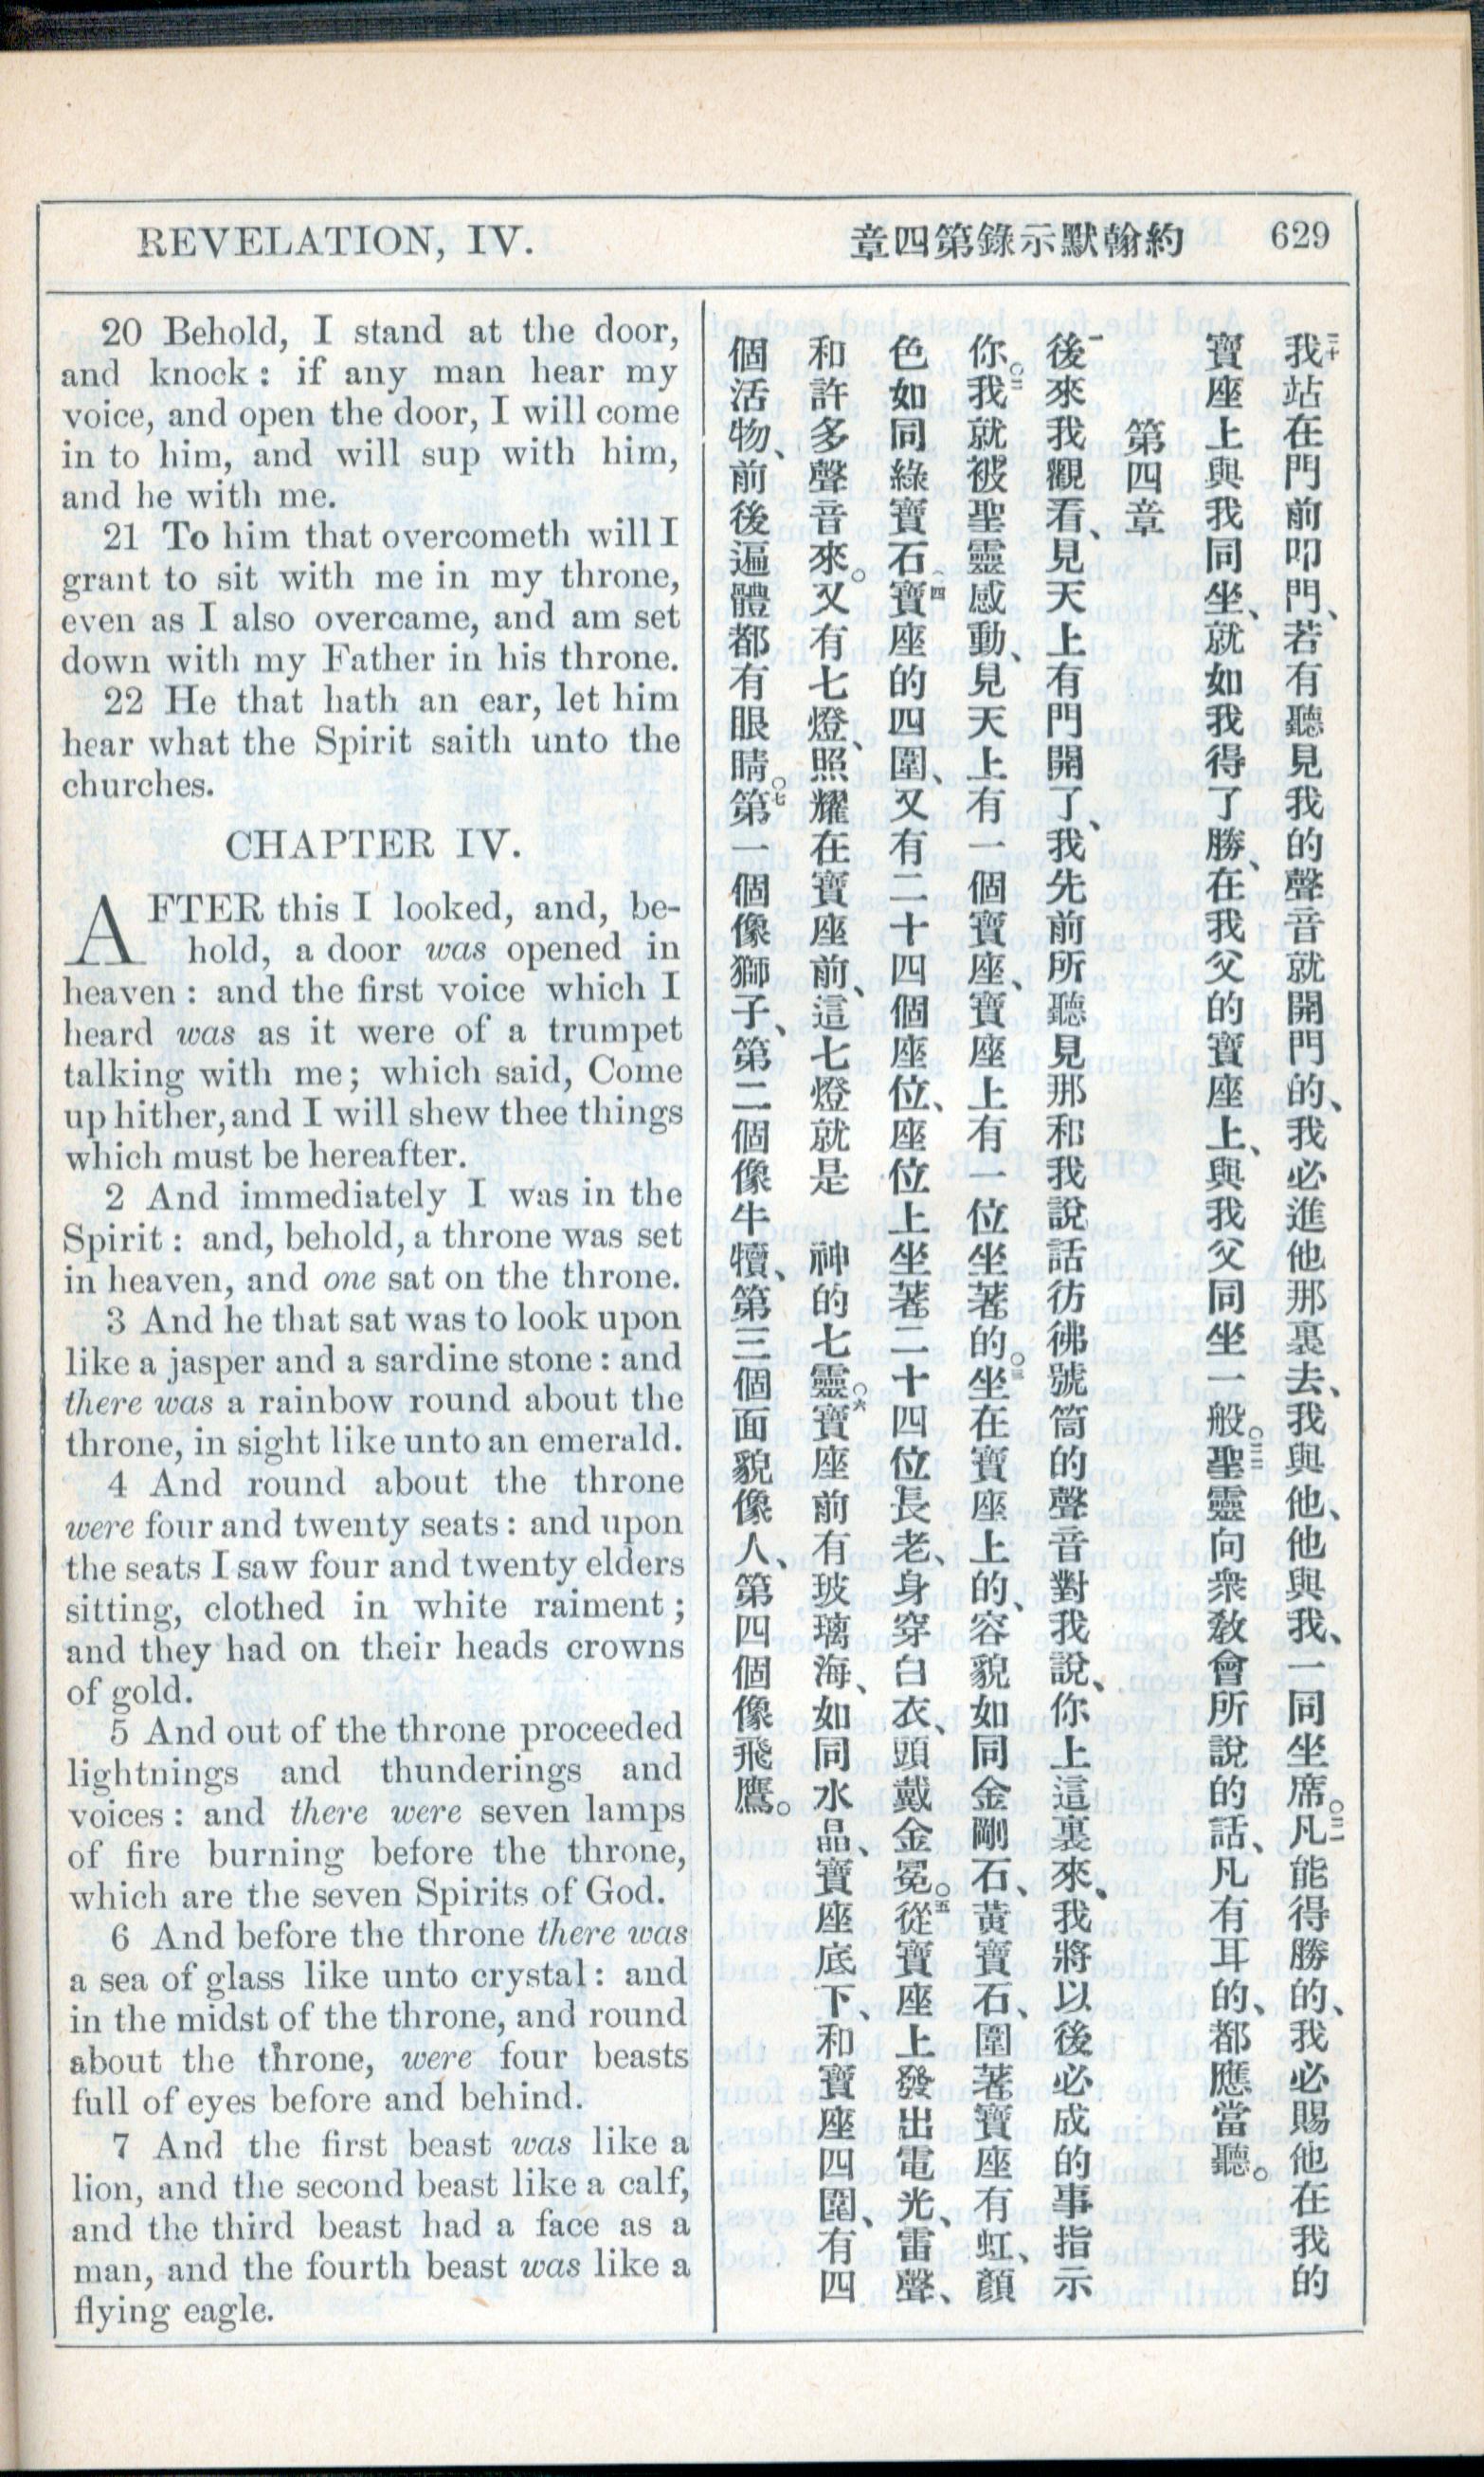 REVELATION, IV.
章四第錄示默翰約 629
20 Behold, I stand at the door,
and knock: if any man hear my
voice, and open the door, I will come
in to him, and will sup with him,
and he with me.
21 To him that overcometh will I
grant to sit with me in my throne,
even as I also overcame, and am set
down with my Father in his throne.
22 He that hath an ear, let him
hear what the Spirit saith unto the
churches.
CHAPTER IV.
AFTER this I looked, and, be-
hold, a door was opened in
heaven: and the first voice which I
heard was as it were of a trumpet
talking with me; which said, Come
up hither, and I will shew thee things
which must be hereafter.
2 And immediately I was in the
Spirit: and, behold, a throne was set
in heaven, and one sat on the throne.
3 And he that sat was to look upon
like a jasper and a sardine stone: and
there was a rainbow round about the
throne, in sight like unto an emerald.
4 And round about the throne
were four and twenty seats: and upon
the seats I saw four and twenty elders
sitting, clothed in white raiment;
and they had on their heads crowns
of gold.
5 And out of the throne proceeded
lightnings and thunderings and
voices: and there were seven lamps
of fire burning before the throne,
which are the seven Spirits of God.
6 And before the throne there was
a sea of glass like unto crystal: and
in the midst of the throne, and round
about the throne, were four beasts
full of eyes before and behind.
7 And the first beast was like a
lion, and the second beast like a calf,
and the third beast had a face as a
man, and the fourth beast was like a
flying eagle.
二十我站在門前叩門、若有聽見我的聲音就開門的、我必進他那裏去、我與他、他與我、一同坐席。二一凡能得勝的、我必賜他在我的
寶座上與我同坐、就如我得了勝、在我父的寶座上、與我父同坐一般。二二聖靈向衆敎會所說的話、凡有耳的、都應當聽。
第四章
一後來我觀看、見天上有門開了、我先前所聽見那和我說話彷彿號筒的聲音對我說、你上這裏來、我將以後必成的事指示
你。二我就被聖靈感動、見天上有一個寶座、寶座上有一位坐著的。三坐在寶座上的、容貌如同金剛石、黃寶石、圍著寶座有虹、顏
色如同綠寶石四寶座的四圍、又有二十四個座位、座位上坐著二十四位長老、身穿白衣、頭戴金冕。五從寶座上發出電光、雷聲、
和許多聲音來。又有七燈、照耀在寶座前、這七燈就是 神的七靈。六寶座前有玻璃海、如同水晶、寶座底下、和寶座四圍、有四
個活物、前後遍體都有眼睛。七第一個像獅子、第二個像牛犢、第三個面貌像人、第四個像飛鷹。